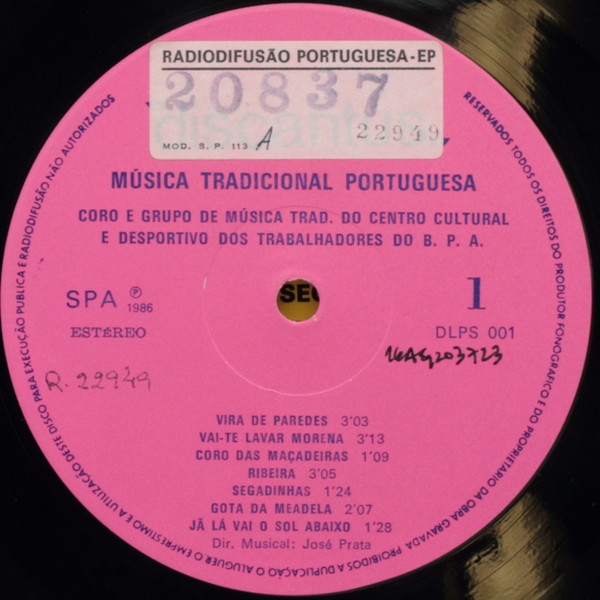 RADIODIFUSÃO PORTUGUESA-EP
20837
discantus
22949
MOD. S. P. 113 A
MÚSICA TRADICIONAL PORTUGUESA
CORO E GRUPO DE MÚSICA TRAD. DO CENTRO CULTURAL
E DESPORTIVO DOS TRABALHADORES DO B. P. A.
SPA ℗ 1986
ESTÉREO
SEG
1
DLPS 001
16AG203723
R. 22949
VIRA DE PAREDES 3'03
VAI-TE LAVAR MORENA 3'13
CORO DAS MAÇADEIRAS 1'09
RIBEIRA 3'05
SEGADINHAS 1'24
GOTA DA MEADELA 2'07
JÁ LÁ VAI O SOL ABAIXO 1'28
Dir. Musical: José Prata
RESERVADOS TODOS OS DIREITOS DO PRODUTOR FONOGRÁFICO E DO PROPRIETÁRIO DA OBRA GRAVADA PROIBIDOS A DUPLICAÇÃO O ALUGUER O EMPRÉSTIMO E A UTILIZAÇÃO DESTE DISCO PARA EXECUÇÃO PÚBLICA E RADIODIFUSÃO NÃO AUTORIZADOS